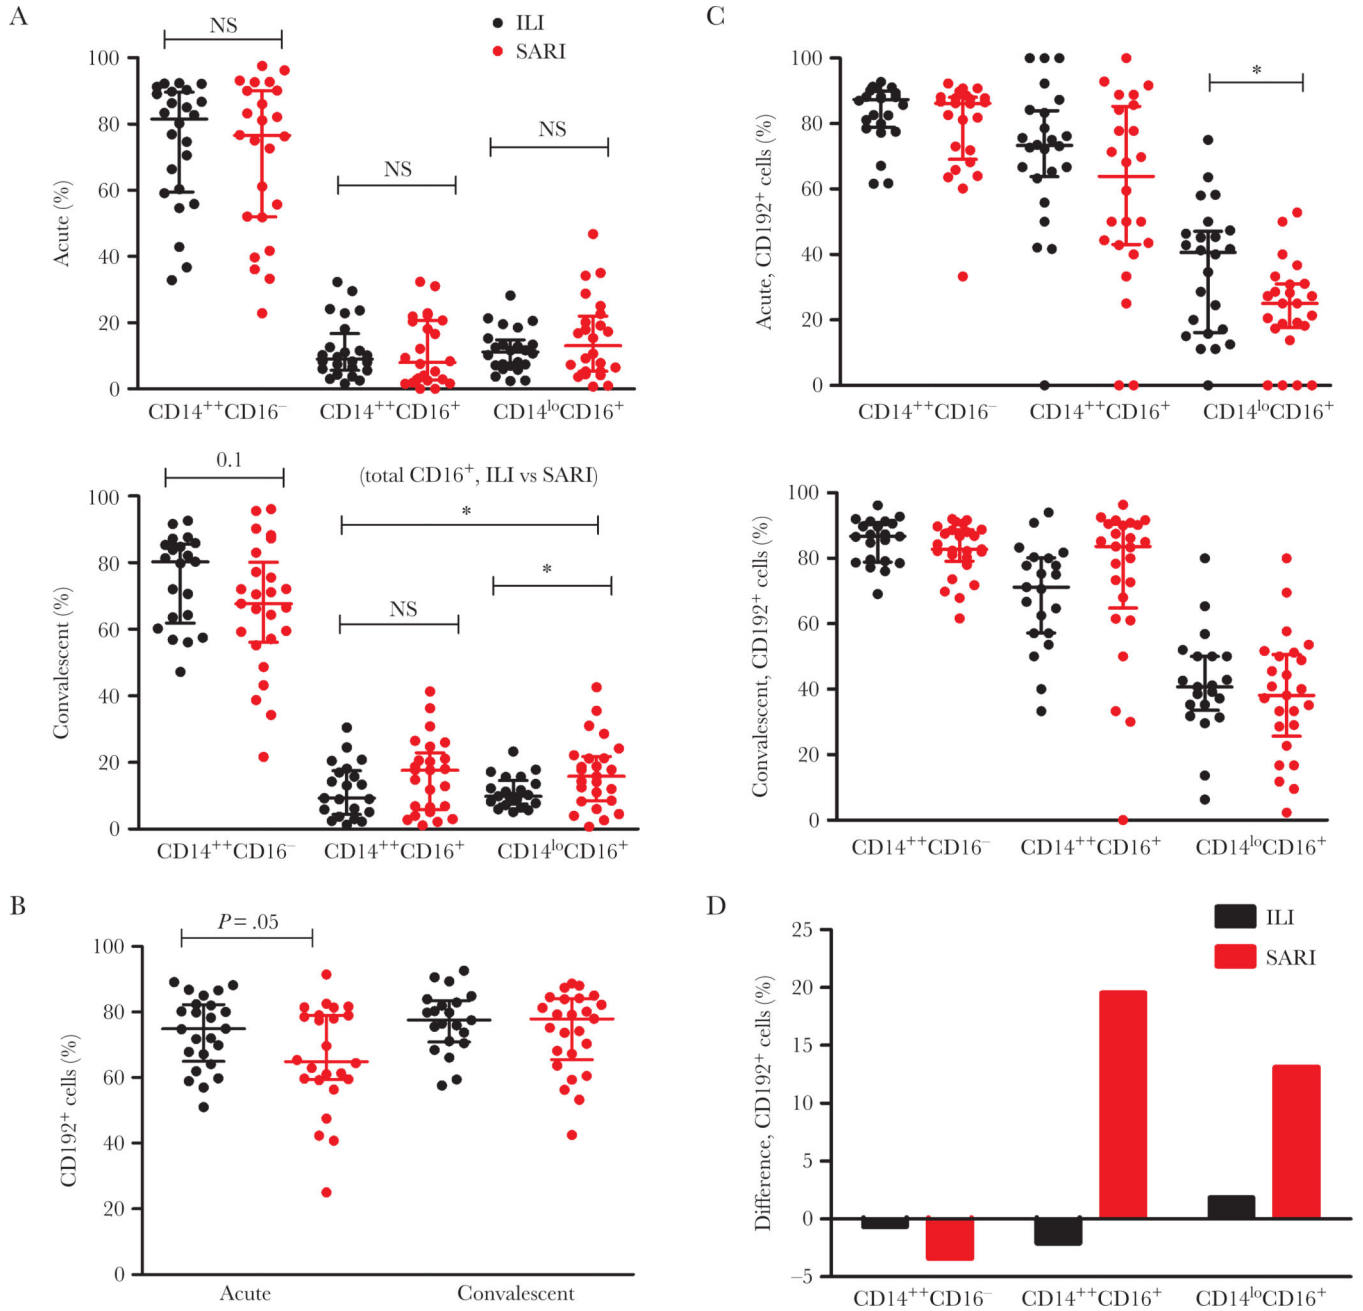 A
NS
ILI
SARI
NS
NS
100
80
60
40
20
0
Acute (%)
CD14++CD16–
CD14++CD16+
CD14loCD16+
0.1
(total CD16+, ILI vs SARI)
*
*
NS
100
80
60
40
20
0
Convalescent (%)
CD14++CD16–
CD14++CD16+
CD14loCD16+
B
P = .05
100
80
60
40
20
0
CD192+ cells (%)
Acute
Convalescent
C
*
100
80
60
40
20
0
Acute, CD192+ cells (%)
CD14++CD16–
CD14++CD16+
CD14loCD16+
100
80
60
40
20
0
Convalescent, CD192+ cells (%)
CD14++CD16–
CD14++CD16+
CD14loCD16+
D
ILI
SARI
25
20
15
10
5
0
–5
Difference, CD192+ cells (%)
CD14++CD16–
CD14++CD16+
CD14loCD16+